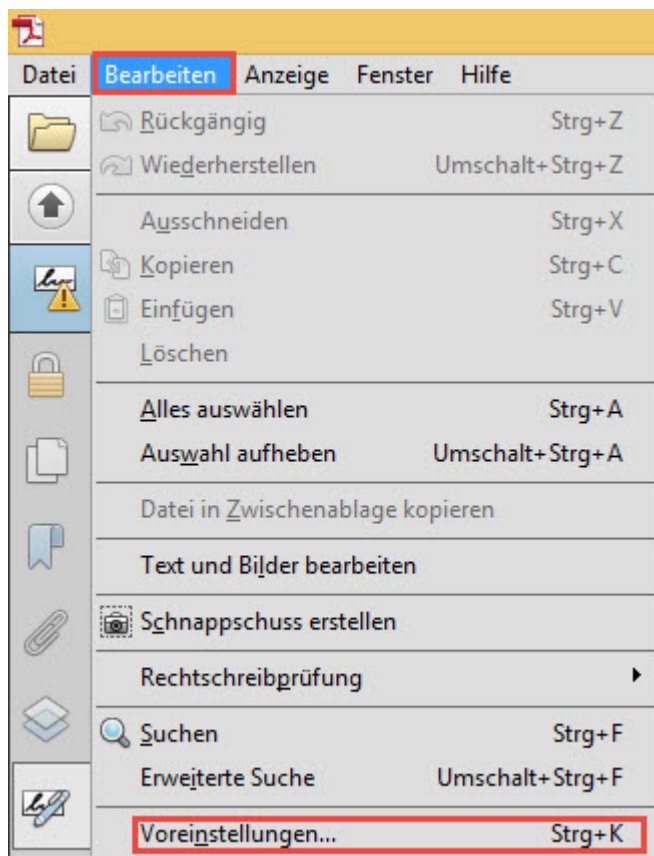 Datei Bearbeiten Anzeige Fenster Hilfe
Rückgängig Strg+Z
Wiederherstellen Umschalt+Strg+Z
Ausschneiden Strg+X
Kopieren Strg+C
Einfügen Strg+V
Löschen
Alles auswählen Strg+A
Auswahl aufheben Umschalt+Strg+A
Datei in Zwischenablage kopieren
Text und Bilder bearbeiten
Schnappschuss erstellen
Rechtschreibprüfung
Suchen Strg+F
Erweiterte Suche Umschalt+Strg+F
Voreinstellungen... Strg+K